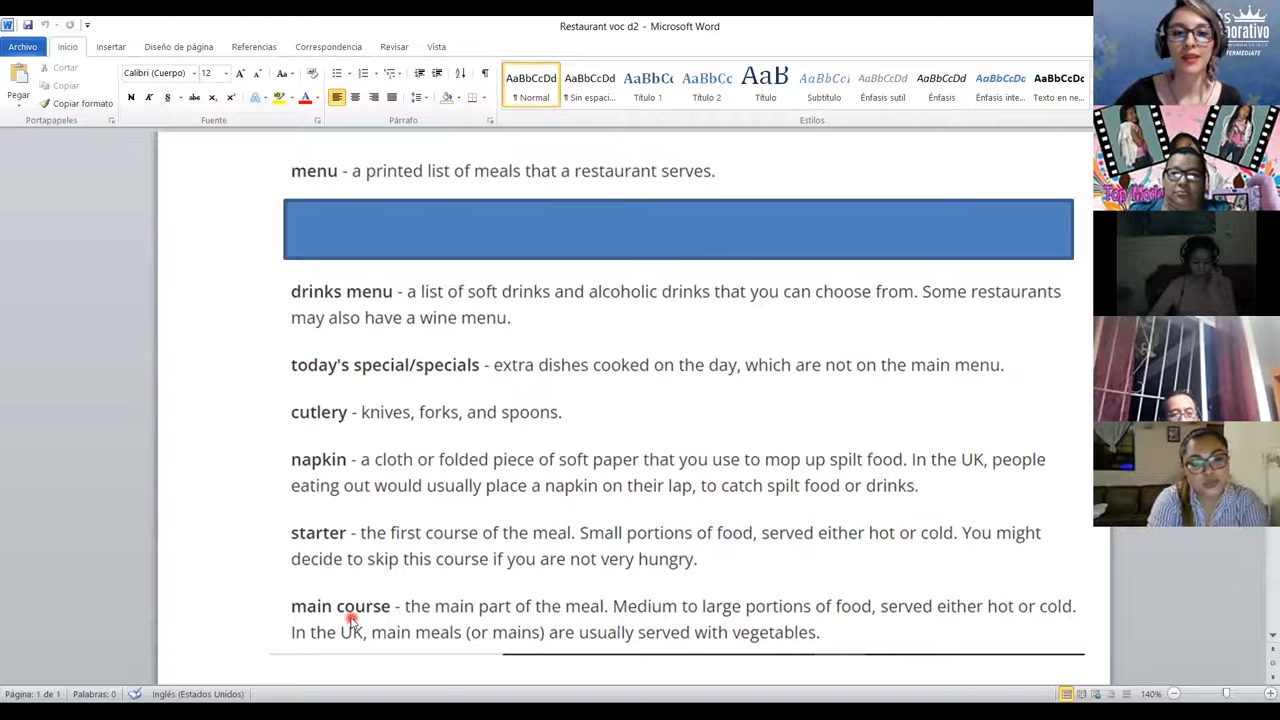 Restaurant voc d2 - Microsoft Word
Archivo Inicio Insertar Diseño de página Referencias Correspondencia Revisar Vista
Cortar
Copiar
Copiar formato
Pegar
Portapapeles
Calibri (Cuerpo) 12
Fuente
Párrafo
AaBbCcDd AaBbCcDd AaBbC AaBbCc AaB AaBbCcI AaBbCcDd AaBbCcDd AaBbCcDd AaBbCcDd
¶ Normal ¶ Sin espaci... Título 1 Título 2 Título Subtítulo Énfasis sutil Énfasis Énfasis inte... Texto en ne...
Estilos
menu - a printed list of meals that a restaurant serves.
drinks menu - a list of soft drinks and alcoholic drinks that you can choose from. Some restaurants
may also have a wine menu.
today's special/specials - extra dishes cooked on the day, which are not on the main menu.
cutlery - knives, forks, and spoons.
napkin - a cloth or folded piece of soft paper that you use to mop up spilt food. In the UK, people
eating out would usually place a napkin on their lap, to catch spilt food or drinks.
starter - the first course of the meal. Small portions of food, served either hot or cold. You might
decide to skip this course if you are not very hungry.
main course - the main part of the meal. Medium to large portions of food, served either hot or cold.
In the UK, main meals (or mains) are usually served with vegetables.
Página: 1 de 1 Palabras: 0 Inglés (Estados Unidos) 140%